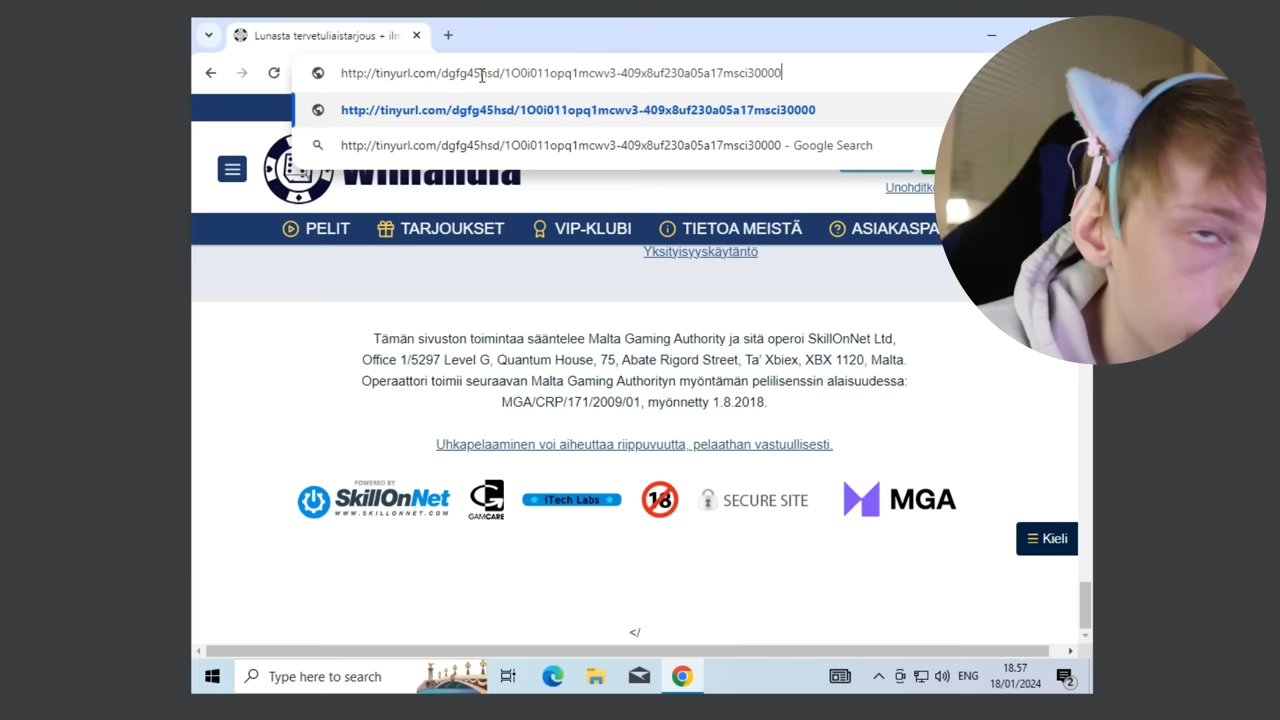 Lunasta tervetuliaistarjous + ilm
http://tinyurl.com/dgfg45hsd/1O0i011opq1mcwv3-409x8uf230a05a17msci30000
http://tinyurl.com/dgfg45hsd/1O0i011opq1mcwv3-409x8uf230a05a17msci30000
http://tinyurl.com/dgfg45hsd/1O0i011opq1mcwv3-409x8uf230a05a17msci30000 - Google Search
PELIT TARJOUKSET VIP-KLUBI TIETOA MEISTÄ ASIAKASPA
Yksityisyyskäytäntö
Tämän sivuston toimintaa sääntelee Malta Gaming Authority ja sitä operoi SkillOnNet Ltd,
Office 1/5297 Level G, Quantum House, 75, Abate Rigord Street, Ta' Xbiex, XBX 1120, Malta.
Operaattori toimii seuraavan Malta Gaming Authorityn myöntämän pelilisenssin alaisuudessa:
MGA/CRP/171/2009/01, myönnetty 1.8.2018.
Uhkapelaaminen voi aiheuttaa riippuvuutta, pelaathan vastuullisesti.
POWERED BY
SkillOnNet
WWW.SKILLONNET.COM
GAMCARE
iTech Labs
18
SECURE SITE
MGA
Kieli
</
Type here to search
ENG
18.57
18/01/2024
2